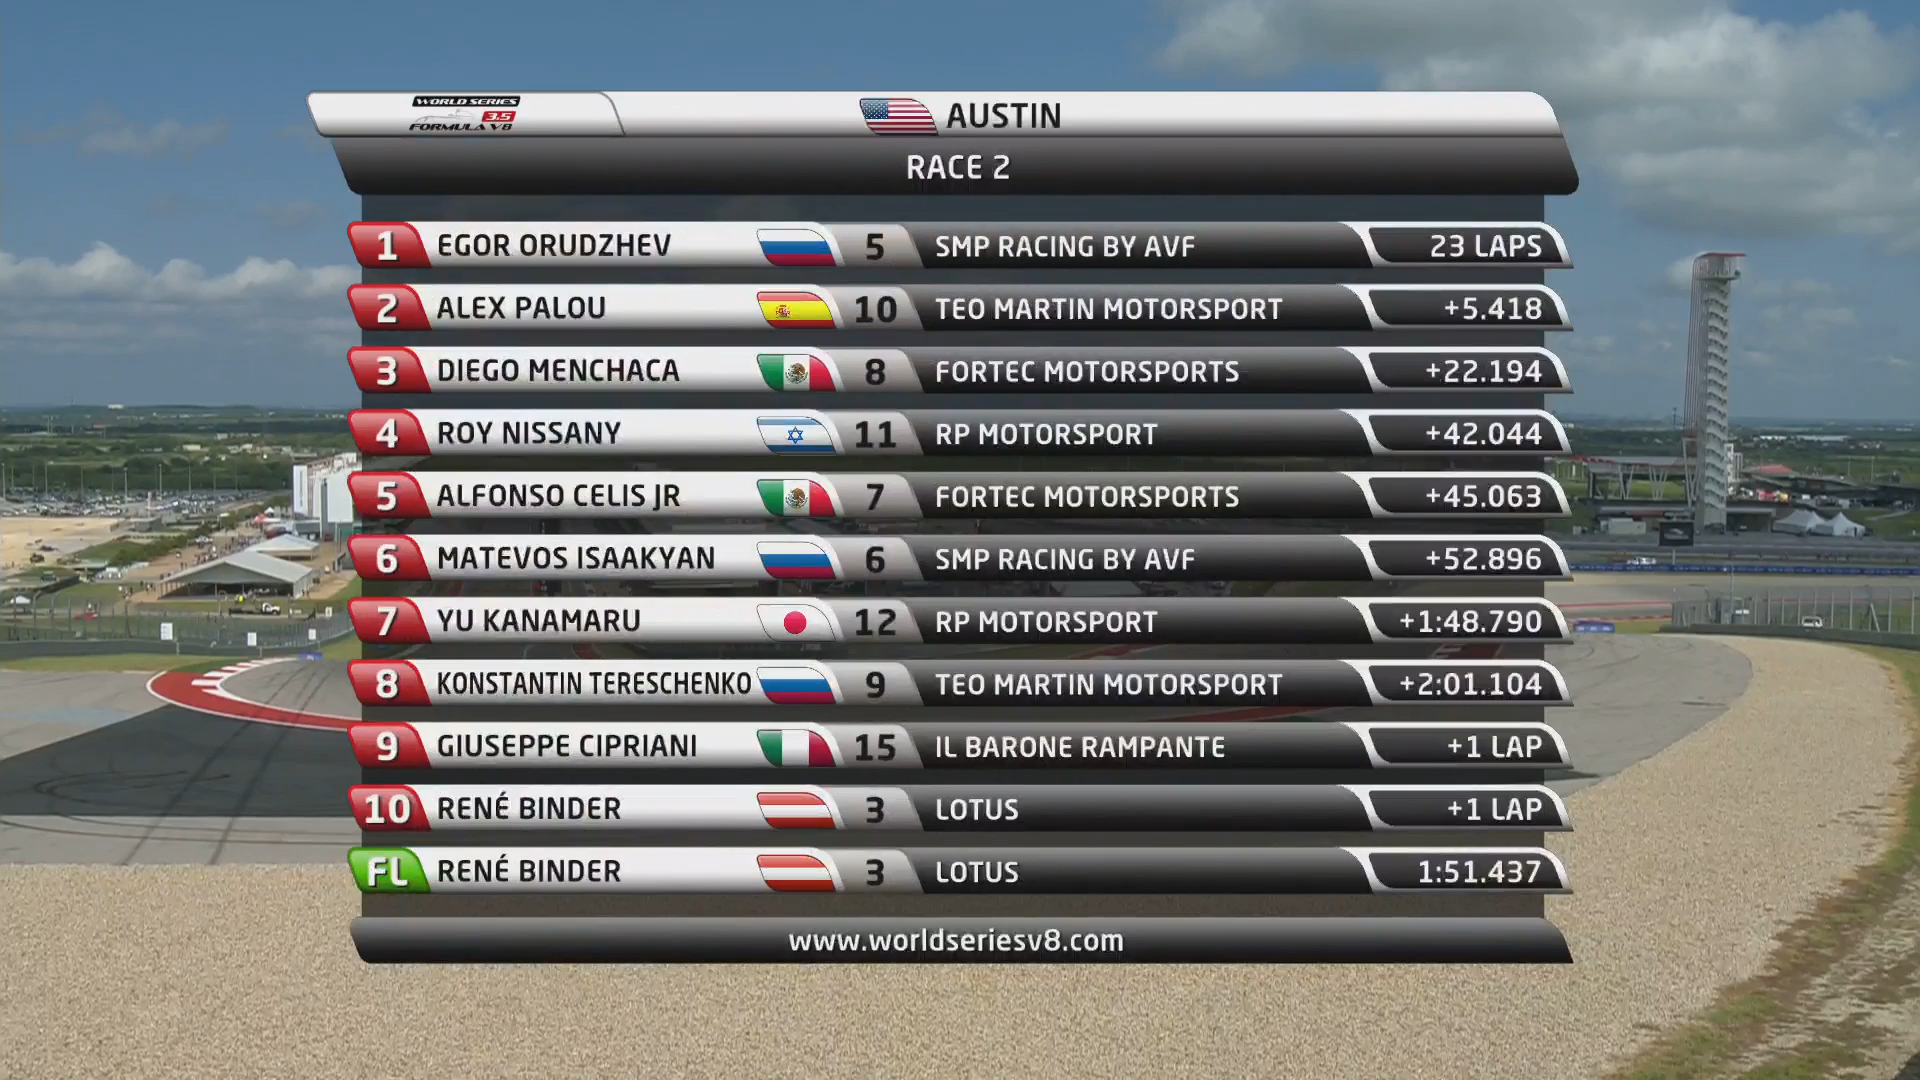 WORLD SERIES
3.5
FORMULA V8
AUSTIN
RACE 2
1 EGOR ORUDZHEV 5 SMP RACING BY AVF 23 LAPS
2 ALEX PALOU 10 TEO MARTIN MOTORSPORT +5.418
3 DIEGO MENCHACA 8 FORTEC MOTORSPORTS +22.194
4 ROY NISSANY 11 RP MOTORSPORT +42.044
5 ALFONSO CELIS JR 7 FORTEC MOTORSPORTS +45.063
6 MATEVOS ISAAKYAN 6 SMP RACING BY AVF +52.896
7 YU KANAMARU 12 RP MOTORSPORT +1:48.790
8 KONSTANTIN TERESCHENKO 9 TEO MARTIN MOTORSPORT +2:01.104
9 GIUSEPPE CIPRIANI 15 IL BARONE RAMPANTE +1 LAP
10 RENÉ BINDER 3 LOTUS +1 LAP
FL RENÉ BINDER 3 LOTUS 1:51.437
www.worldseriesv8.com